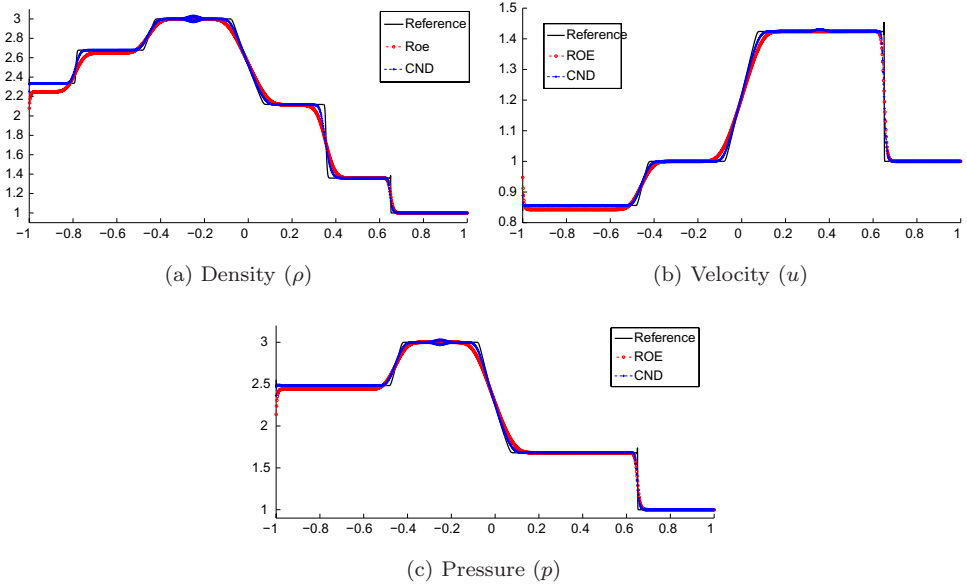 3
2.8
2.6
2.4
2.2
2
1.8
1.6
1.4
1.2
1
−1 −0.8 −0.6 −0.4 −0.2 0 0.2 0.4 0.6 0.8 1
Reference
Roe
CND
(a) Density (ρ)
1.5
1.4
1.3
1.2
1.1
1
0.9
0.8
−1 −0.8 −0.6 −0.4 −0.2 0 0.2 0.4 0.6 0.8 1
Reference
ROE
CND
(b) Velocity (u)
3
2.5
2
1.5
1
−1 −0.8 −0.6 −0.4 −0.2 0 0.2 0.4 0.6 0.8 1
Reference
ROE
CND
(c) Pressure (p)